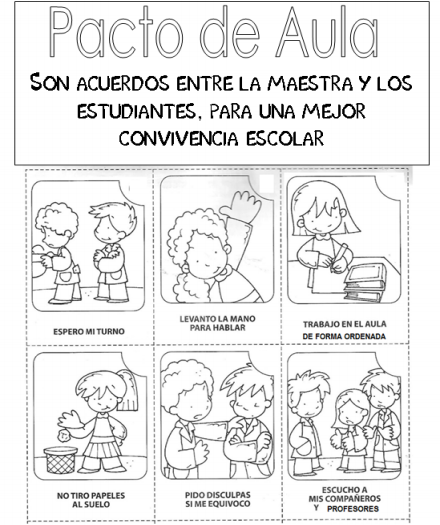 Pacto de Aula
SON ACUERDOS ENTRE LA MAESTRA Y LOS
ESTUDIANTES, PARA UNA MEJOR
CONVIVENCIA ESCOLAR
ESPERO MI TURNO
LEVANTO LA MANO
PARA HABLAR
TRABAJO EN EL AULA
DE FORMA ORDENADA
NO TIRO PAPELES
AL SUELO
PIDO DISCULPAS
SI ME EQUIVOCO
ESCUCHO A
MIS COMPAÑEROS
Y PROFESORES